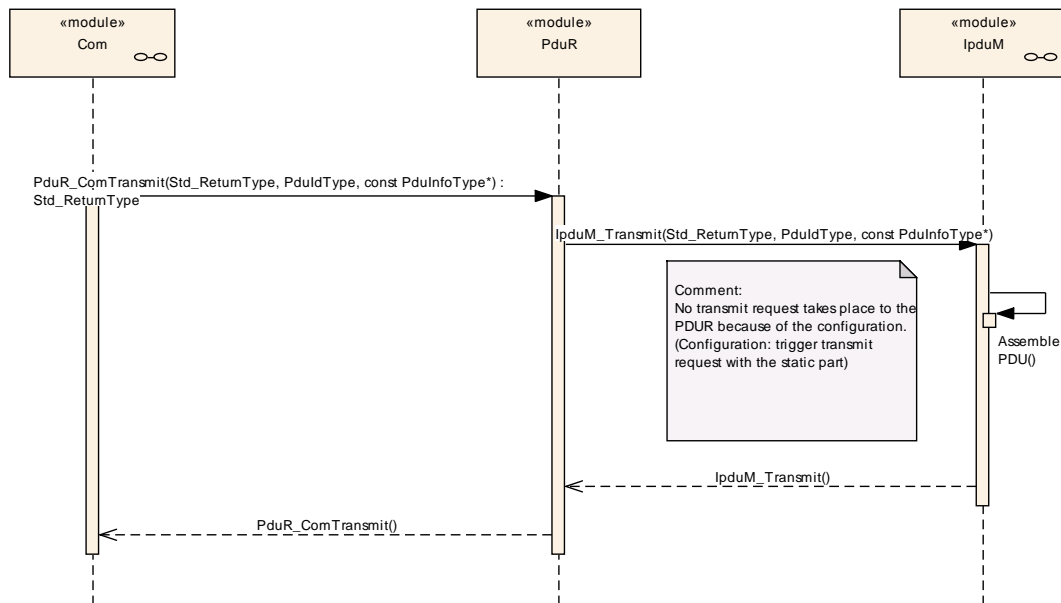 «module»
Com
«module»
PduR
«module»
IpduM
PduR_ComTransmit(Std_ReturnType, PduIdType, const PduInfoType*) :
Std_ReturnType
IpduM_Transmit(Std_ReturnType, PduIdType, const PduInfoType*)
Comment:
No transmit request takes place to the
PDUR because of the configuration.
(Configuration: trigger transmit
request with the static part)
Assemble
PDU()
IpduM_Transmit()
PduR_ComTransmit()